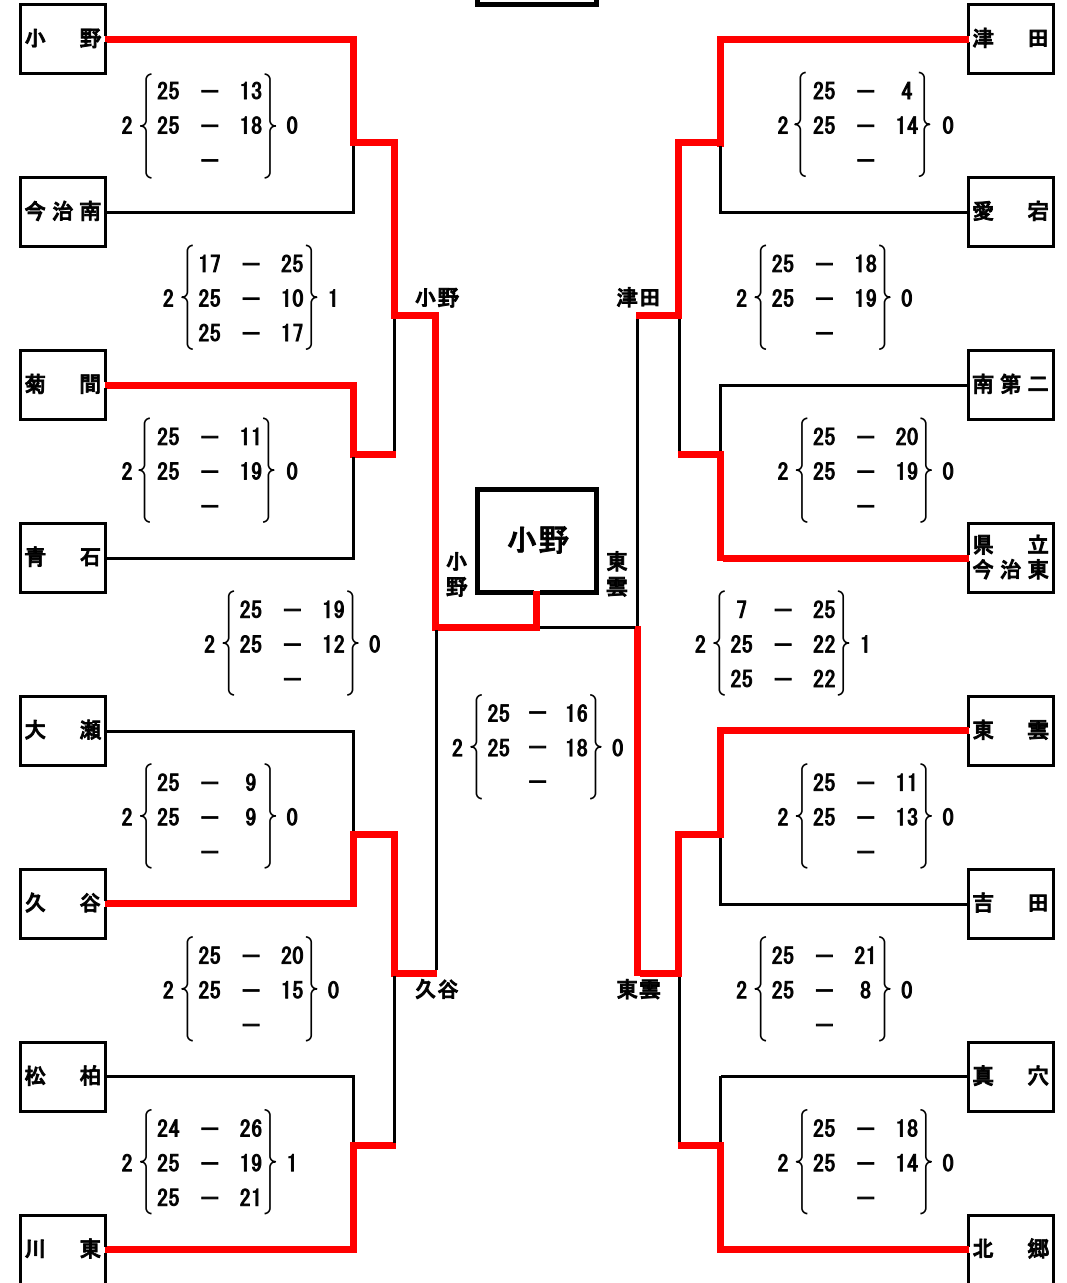 小野
25 － 13
2 25 － 18 0
－
今治南
17 － 25
2 25 － 10 1
25 － 17
小野
菊間
25 － 11
2 25 － 19 0
－
青石
小野
25 － 19
2 25 － 12 0
－
大瀬
25 － 9
2 25 － 9 0
－
久谷
25 － 20
2 25 － 15 0
－
久谷
松柏
24 － 26
2 25 － 19 1
25 － 21
川東
小野
25 － 16
2 25 － 18 0
－
津田
25 － 4
2 25 － 14 0
－
愛宕
津田
25 － 18
2 25 － 19 0
－
南第二
25 － 20
2 25 － 19 0
－
県立
今治東
東雲
7 － 25
2 25 － 22 1
25 － 22
東雲
25 － 11
2 25 － 13 0
－
吉田
東雲
25 － 21
2 25 － 8 0
－
真穴
25 － 18
2 25 － 14 0
－
北郷